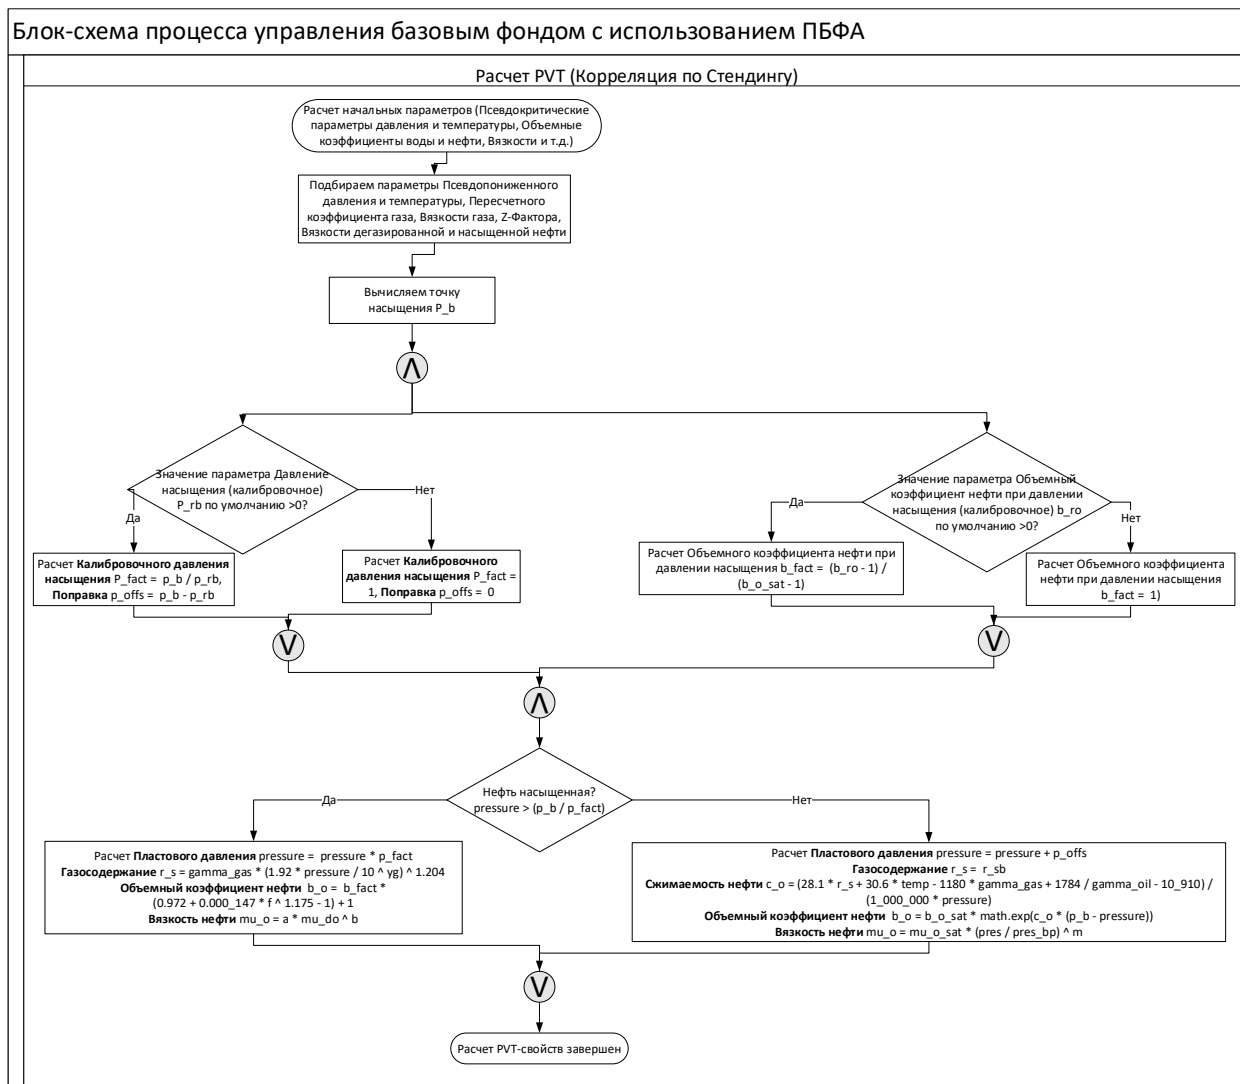 Блок-схема процесса управления базовым фондом с использованием ПБФА
Расчет PVT (Корреляция по Стендингу)
Расчет начальных параметров (Псевдокритические
параметры давления и температуры, Объемные
коэффициенты воды и нефти, Вязкости и т.д.)
Подбираем параметры Псевдопониженного
давления и температуры, Пересчетного
коэффициента газа, Вязкости газа, Z-Фактора,
Вязкости дегазированной и насыщенной нефти
Вычисляем точку
насыщения P_b
Λ
Значение параметра Давление
насыщения (калибровочное)
P_rb по умолчанию >0?
Да
Нет
Расчет Калибровочного давления
насыщения P_fact = p_b / p_rb,
Поправка p_offs = p_b - p_rb
Расчет Калибровочного
давления насыщения P_fact =
1, Поправка p_offs = 0
V
Значение параметра Объемный
коэффициент нефти при давлении
насыщения (калибровочное) b_ro
по умолчанию >0?
Да
Нет
Расчет Объемного коэффициента нефти при
давлении насыщения b_fact = (b_ro - 1) /
(b_o_sat - 1)
Расчет Объемного коэффициента
нефти при давлении насыщения
b_fact = 1)
V
Λ
Нефть насыщенная?
pressure > (p_b / p_fact)
Да
Нет
Расчет Пластового давления pressure = pressure * p_fact
Газосодержание r_s = gamma_gas * (1.92 * pressure / 10 ^ yg) ^ 1.204
Объемный коэффициент нефти b_o = b_fact *
(0.972 + 0.000_147 * f ^ 1.175 - 1) + 1
Вязкость нефти mu_o = a * mu_do ^ b
Расчет Пластового давления pressure = pressure + p_offs
Газосодержание r_s = r_sb
Сжимаемость нефти c_o = (28.1 * r_s + 30.6 * temp - 1180 * gamma_gas + 1784 / gamma_oil - 10_910) /
(1_000_000 * pressure)
Объемный коэффициент нефти b_o = b_o_sat * math.exp(c_o * (p_b - pressure))
Вязкость нефти mu_o = mu_o_sat * (pres / pres_bp) ^ m
V
Расчет PVT-свойств завершен